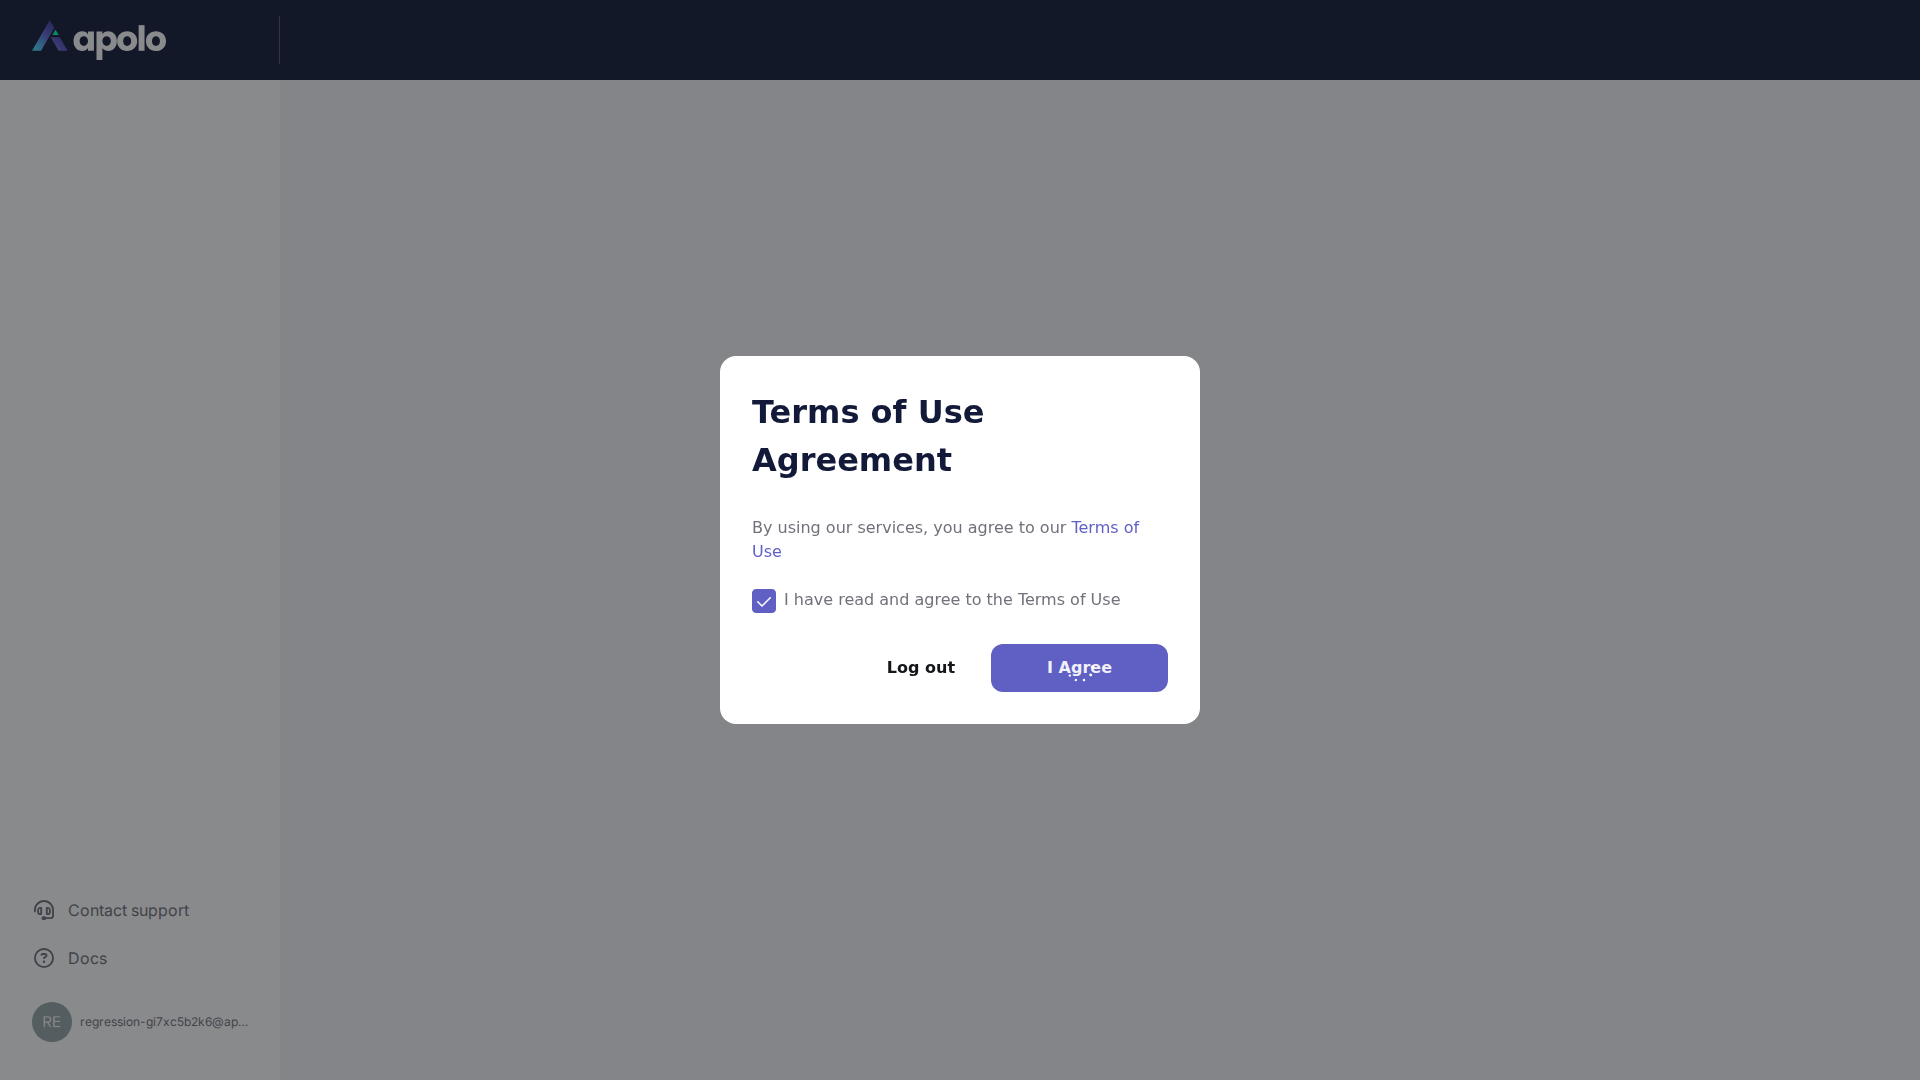 apolo
Terms of Use
Agreement
By using our services, you agree to our Terms of
Use
I have read and agree to the Terms of Use
Log out
I Agree
Contact support
Docs
RE
regression-gi7xc5b2k6@ap...